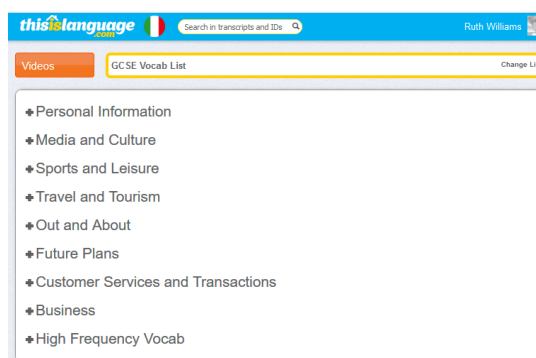 thisislanguage .com Search in transcripts and IDs Ruth Williams
Videos GCSE Vocab List Change Li
Personal Information
Media and Culture
Sports and Leisure
Travel and Tourism
Out and About
Future Plans
Customer Services and Transactions
Business
High Frequency Vocab